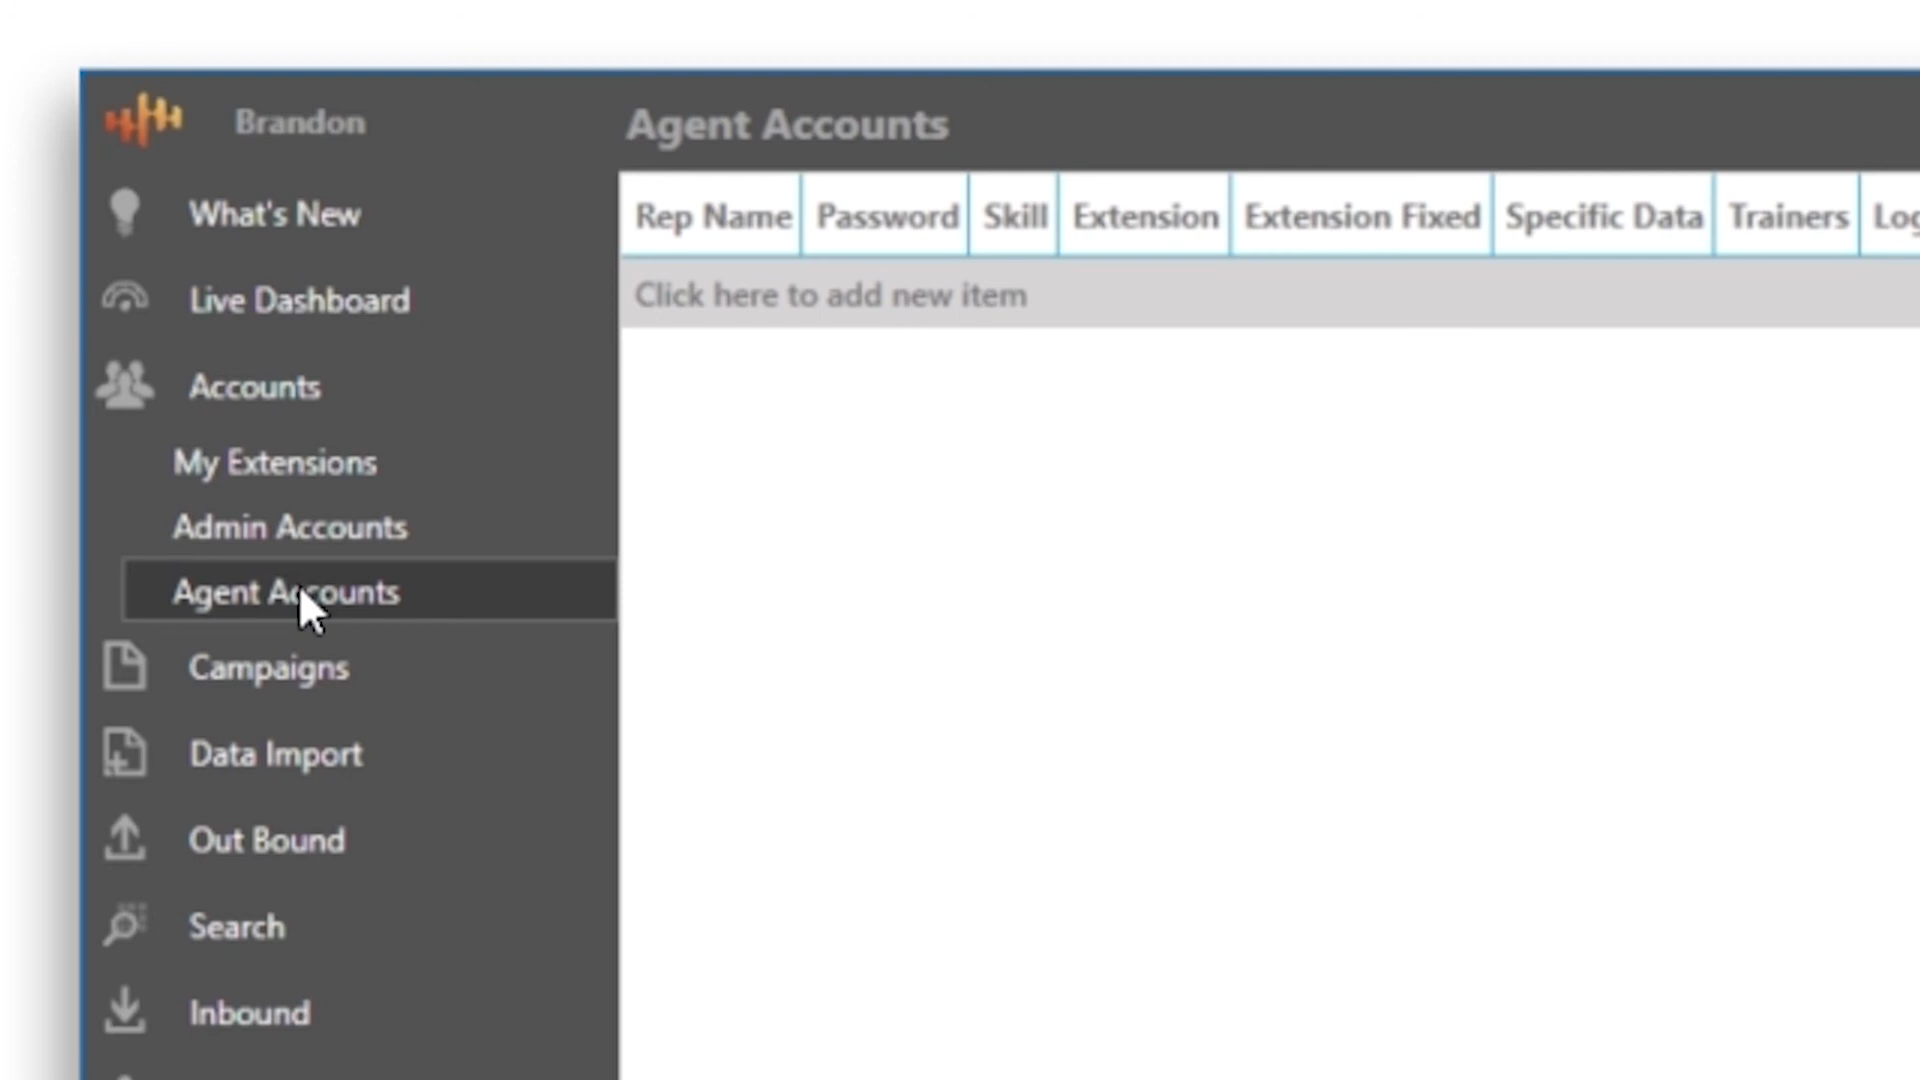 Brandon
Agent Accounts
What's New
Live Dashboard
Accounts
My Extensions
Admin Accounts
Agent Accounts
Campaigns
Data Import
Out Bound
Search
Inbound
Rep Name Password Skill Extension Extension Fixed Specific Data Trainers
Click here to add new item